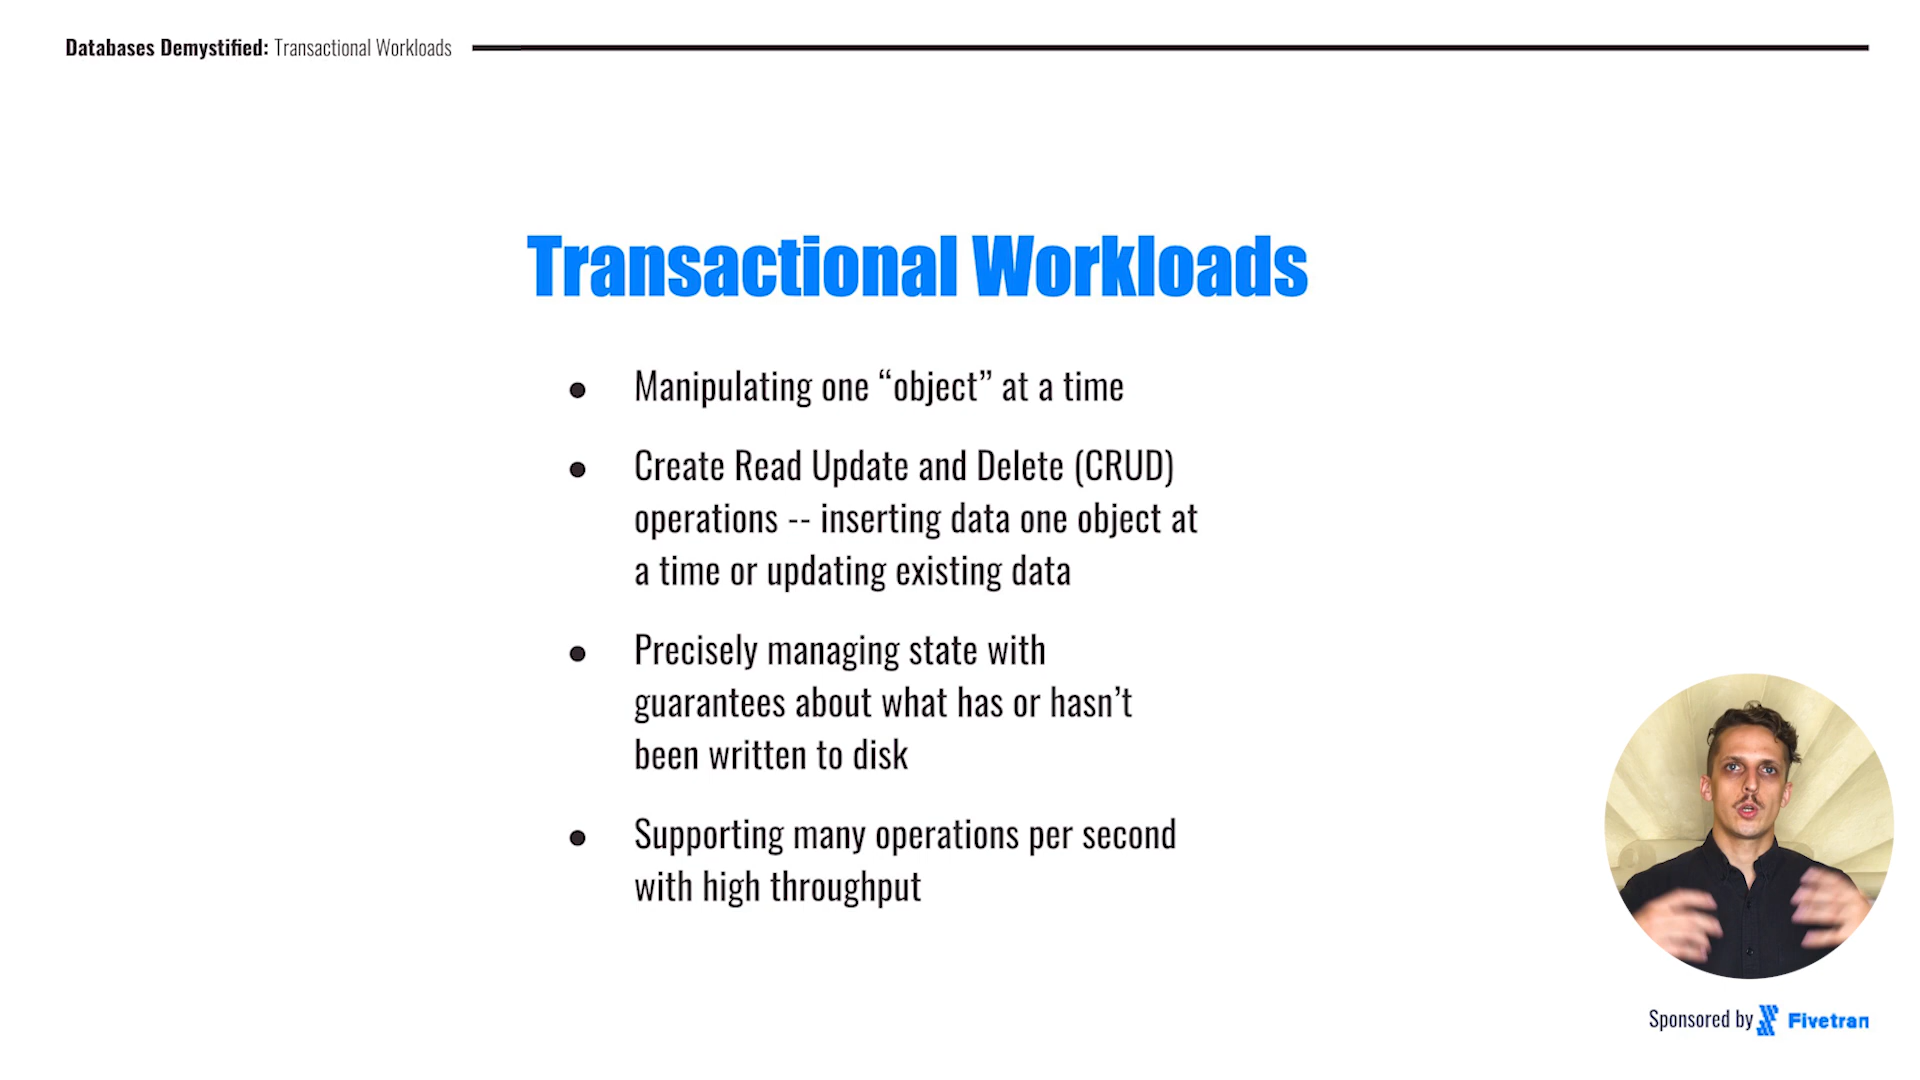 Databases Demystified: Transactional Workloads
Transactional Workloads
● Manipulating one “object” at a time
● Create Read Update and Delete (CRUD)
operations -- inserting data one object at
a time or updating existing data
● Precisely managing state with
guarantees about what has or hasn’t
been written to disk
● Supporting many operations per second
with high throughput
Sponsored by Fivetran